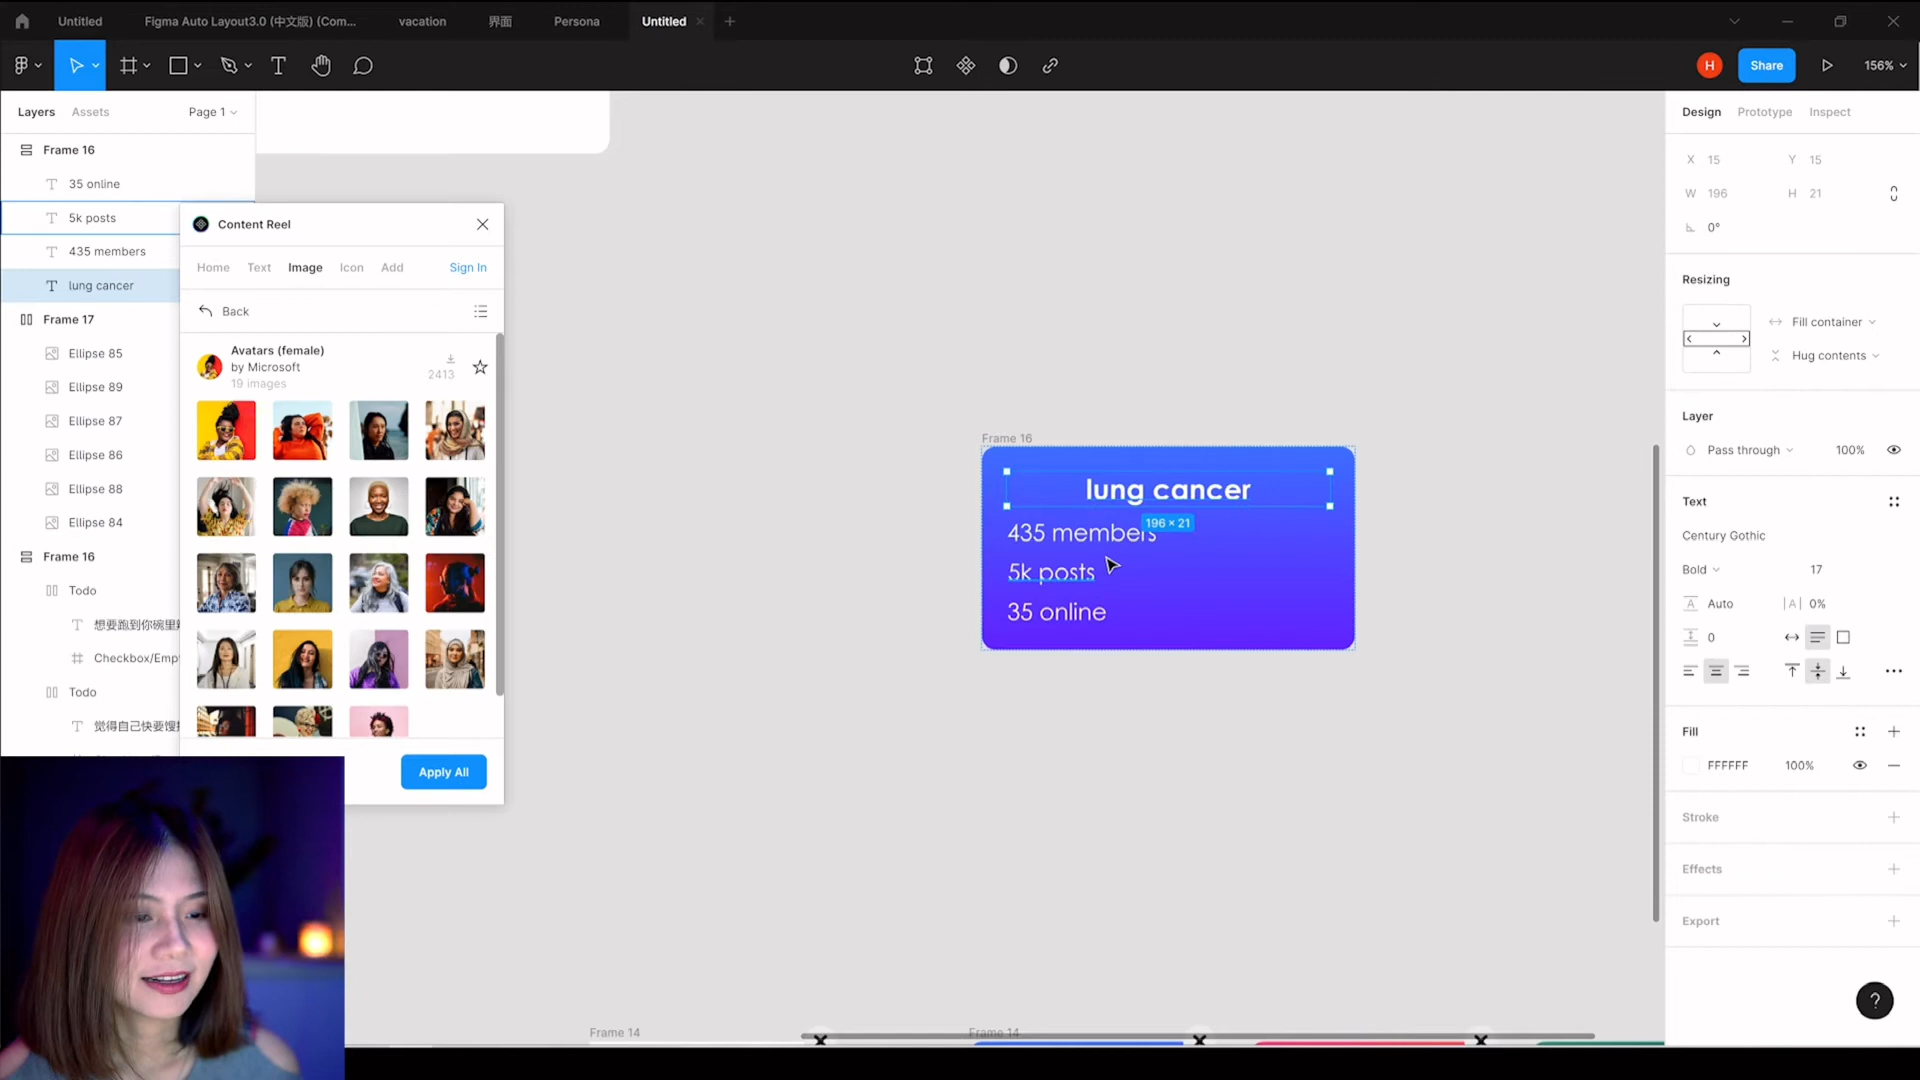 Untitled
Figma Auto Layout3.0 (中文版) (Com...
vacation
界面
Persona
Untitled
H
Share
156%
Layers
Assets
Page 1
Frame 16
35 online
5k posts
435 members
lung cancer
Frame 17
Ellipse 85
Ellipse 89
Ellipse 87
Ellipse 86
Ellipse 88
Ellipse 84
Frame 16
Todo
想要跑到你碗里
Checkbox/Emp
Todo
觉得自己快要馊
Content Reel
Home
Text
Image
Icon
Add
Sign In
Back
Avatars (female)
by Microsoft
19 images
2413
Apply All
Frame 16
lung cancer
196 × 21
435 members
5k posts
35 online
Frame 14
Frame 14
Design
Prototype
Inspect
X 15
Y 15
W 196
H 21
0°
Resizing
Fill container
Hug contents
Layer
Pass through
100%
Text
Century Gothic
Bold
17
Auto
0%
0
Fill
FFFFFF
100%
Stroke
Effects
Export
?